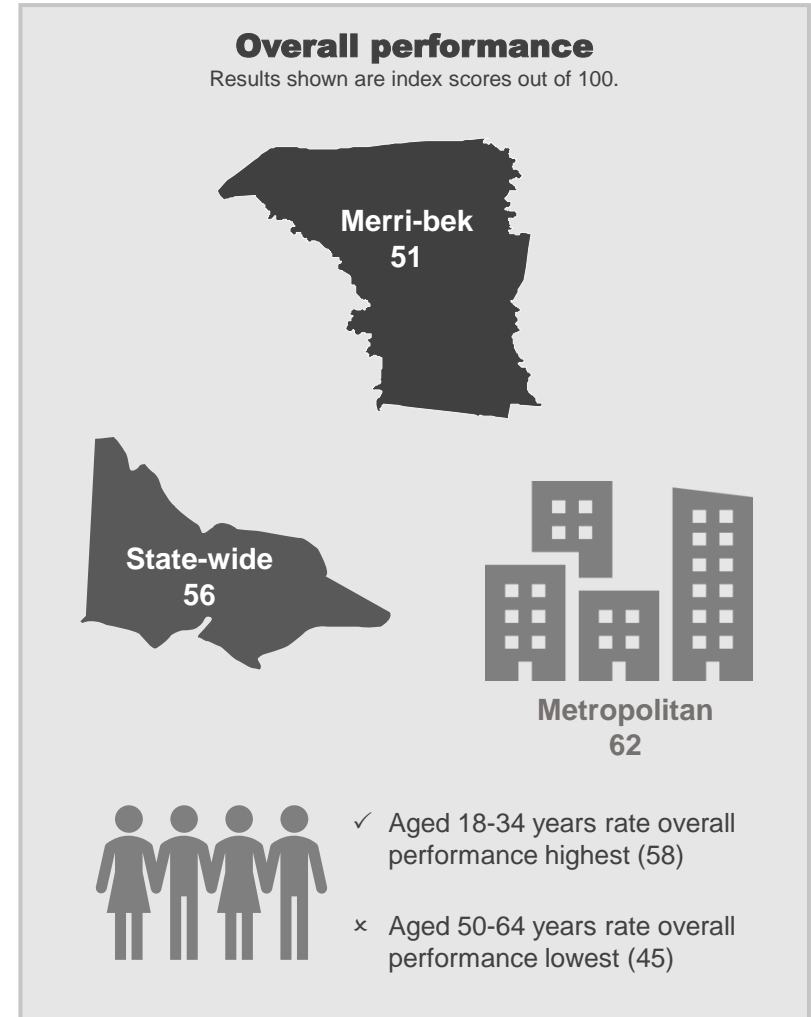 Overall performance
Results shown are index scores out of 100.
Merri-bek
51
State-wide
56
Metropolitan
62
✓ Aged 18-34 years rate overall
performance highest (58)
× Aged 50-64 years rate overall
performance lowest (45)